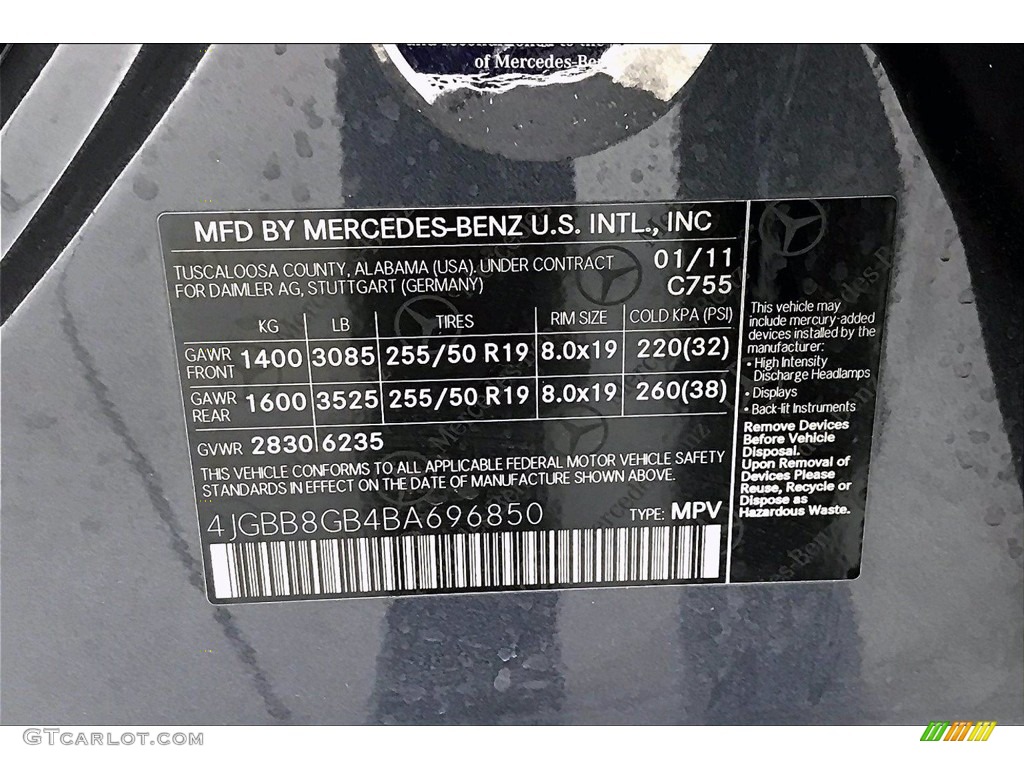 of Mercedes-Be
MFD BY MERCEDES-BENZ U.S. INTL., INC
TUSCALOOSA COUNTY, ALABAMA (USA). UNDER CONTRACT
FOR DAIMLER AG, STUTTGART (GERMANY)
01/11
C755
KG LB TIRES RIM SIZE COLD KPA (PSI)
GAWR FRONT 1400 3085 255/50 R19 8.0x19 220(32)
GAWR REAR 1600 3525 255/50 R19 8.0x19 260(38)
GVWR 2830 6235
THIS VEHICLE CONFORMS TO ALL APPLICABLE FEDERAL MOTOR VEHICLE SAFETY
STANDARDS IN EFFECT ON THE DATE OF MANUFACTURE SHOWN ABOVE.
4JGBB8GB4BA696850 TYPE: MPV
This vehicle may
include mercury-added
devices installed by the
manufacturer:
• High Intensity
Discharge Headlamps
• Displays
• Back-lit Instruments
Remove Devices
Before Vehicle
Disposal.
Upon Removal of
Devices Please
Reuse, Recycle or
Dispose as
Hazardous Waste.
GTCARLOT.COM